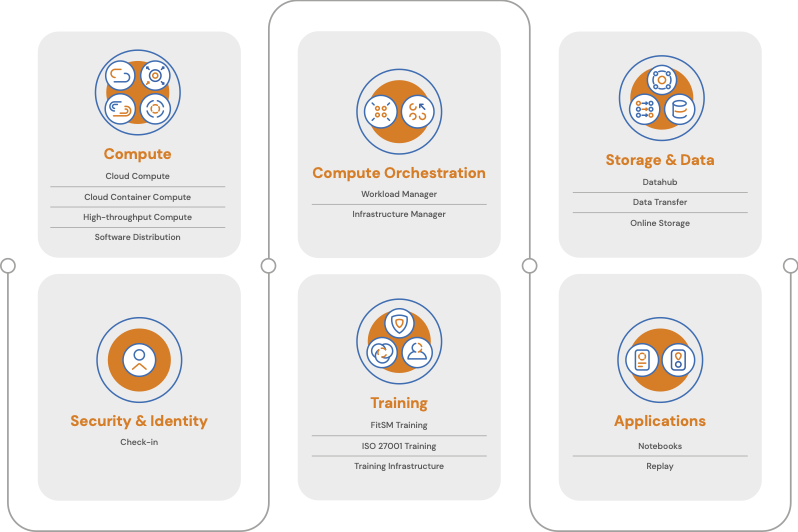 Compute
Cloud Compute
Cloud Container Compute
High-throughput Compute
Software Distribution
Compute Orchestration
Workload Manager
Infrastructure Manager
Storage & Data
Datahub
Data Transfer
Online Storage
Security & Identity
Check-in
Training
FitSM Training
ISO 27001 Training
Training Infrastructure
Applications
Notebooks
Replay